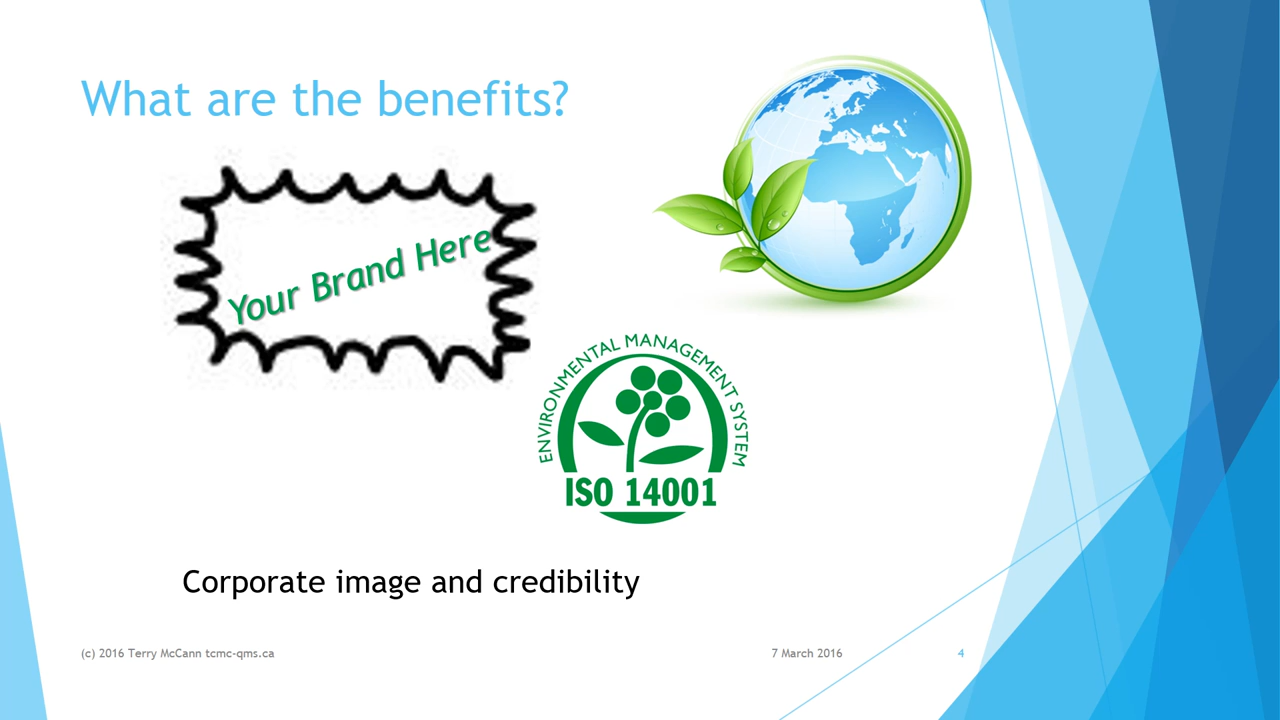 What are the benefits?
Your Brand Here
ENVIRONMENTAL MANAGEMENT SYSTEM
ISO 14001
Corporate image and credibility
(c) 2016 Terry McCann tcmc-qms.ca
7 March 2016
4